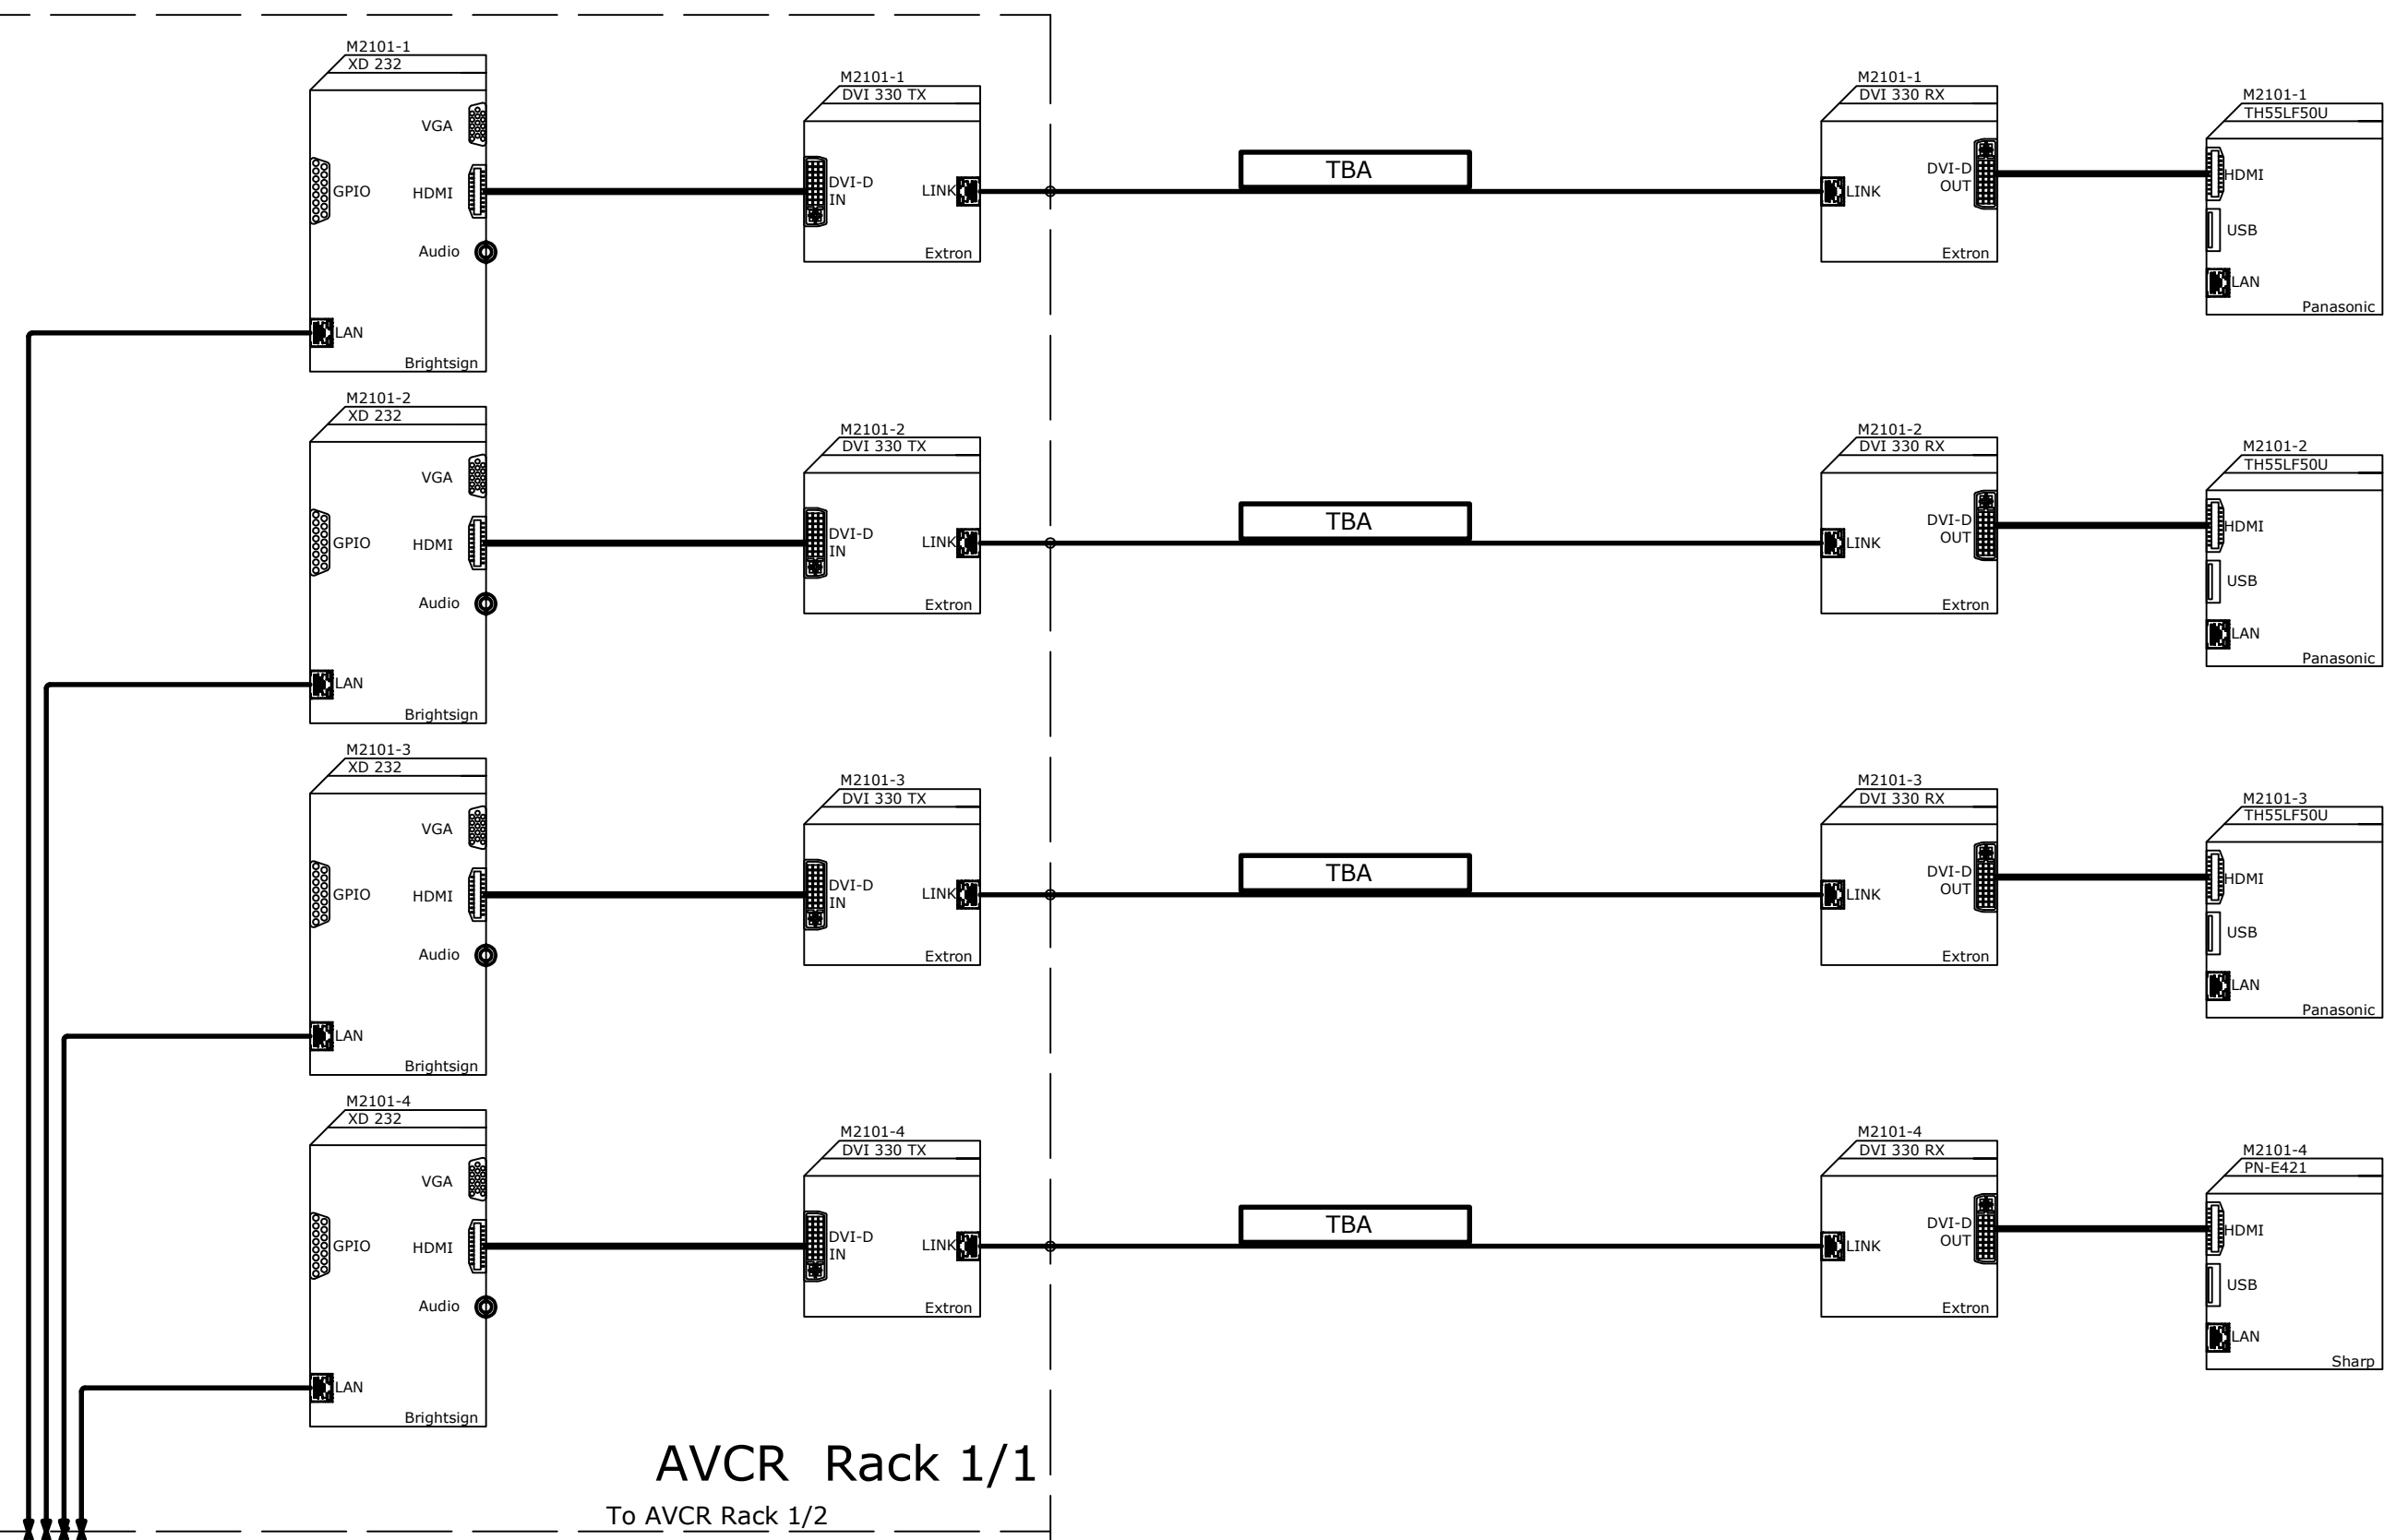 M2101-1
XD 232
VGA
GPIO
HDMI
Audio
LAN
Brightsign
M2101-1
DVI 330 TX
DVI-D
IN
LINK
Extron
TBA
M2101-1
DVI 330 RX
LINK
DVI-D
OUT
Extron
M2101-1
TH55LF50U
HDMI
USB
LAN
Panasonic
M2101-2
XD 232
VGA
GPIO
HDMI
Audio
LAN
Brightsign
M2101-2
DVI 330 TX
DVI-D
IN
LINK
Extron
TBA
M2101-2
DVI 330 RX
LINK
DVI-D
OUT
Extron
M2101-2
TH55LF50U
HDMI
USB
LAN
Panasonic
M2101-3
XD 232
VGA
GPIO
HDMI
Audio
LAN
Brightsign
M2101-3
DVI 330 TX
DVI-D
IN
LINK
Extron
TBA
M2101-3
DVI 330 RX
LINK
DVI-D
OUT
Extron
M2101-3
TH55LF50U
HDMI
USB
LAN
Panasonic
M2101-4
XD 232
VGA
GPIO
HDMI
Audio
LAN
Brightsign
M2101-4
DVI 330 TX
DVI-D
IN
LINK
Extron
TBA
M2101-4
DVI 330 RX
LINK
DVI-D
OUT
Extron
M2101-4
PN-E421
HDMI
USB
LAN
Sharp
AVCR Rack 1/1
To AVCR Rack 1/2